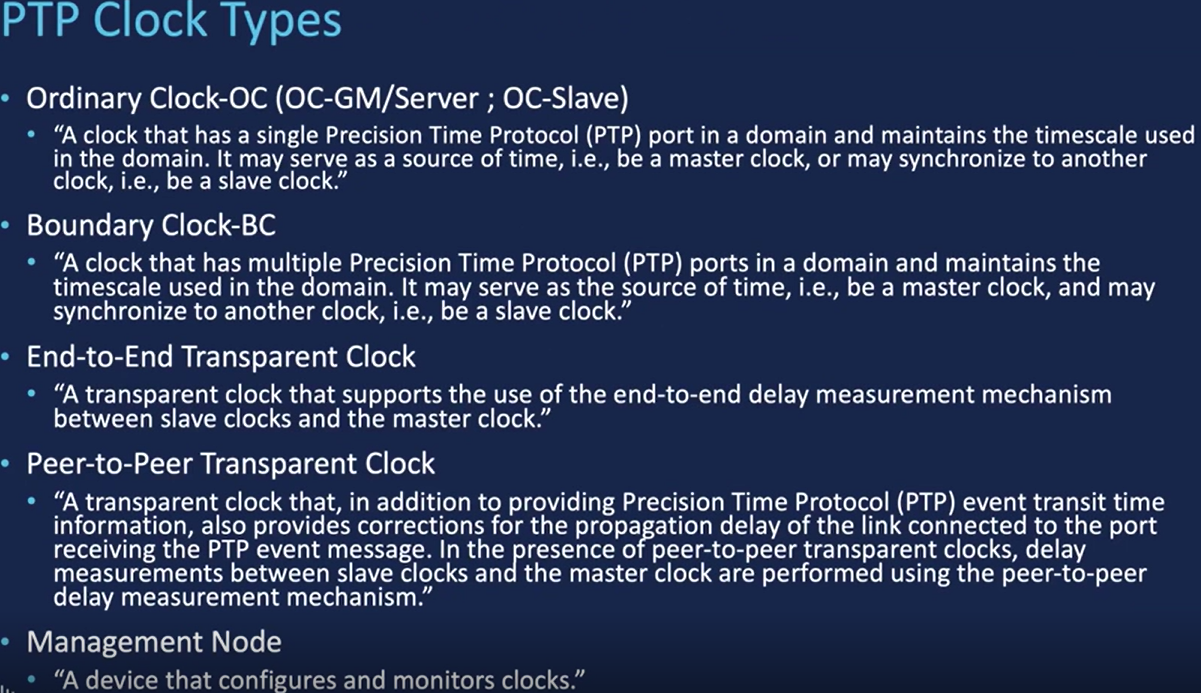 PTP Clock Types
• Ordinary Clock-OC (OC-GM/Server ; OC-Slave)
• “A clock that has a single Precision Time Protocol (PTP) port in a domain and maintains the timescale used
in the domain. It may serve as a source of time, i.e., be a master clock, or may synchronize to another
clock, i.e., be a slave clock.”
• Boundary Clock-BC
• “A clock that has multiple Precision Time Protocol (PTP) ports in a domain and maintains the
timescale used in the domain. It may serve as the source of time, i.e., be a master clock, and may
synchronize to another clock, i.e., be a slave clock.”
• End-to-End Transparent Clock
• “A transparent clock that supports the use of the end-to-end delay measurement mechanism
between slave clocks and the master clock.”
• Peer-to-Peer Transparent Clock
• “A transparent clock that, in addition to providing Precision Time Protocol (PTP) event transit time
information, also provides corrections for the propagation delay of the link connected to the port
receiving the PTP event message. In the presence of peer-to-peer transparent clocks, delay
measurements between slave clocks and the master clock are performed using the peer-to-peer
delay measurement mechanism.”
• Management Node
• “A device that configures and monitors clocks.”